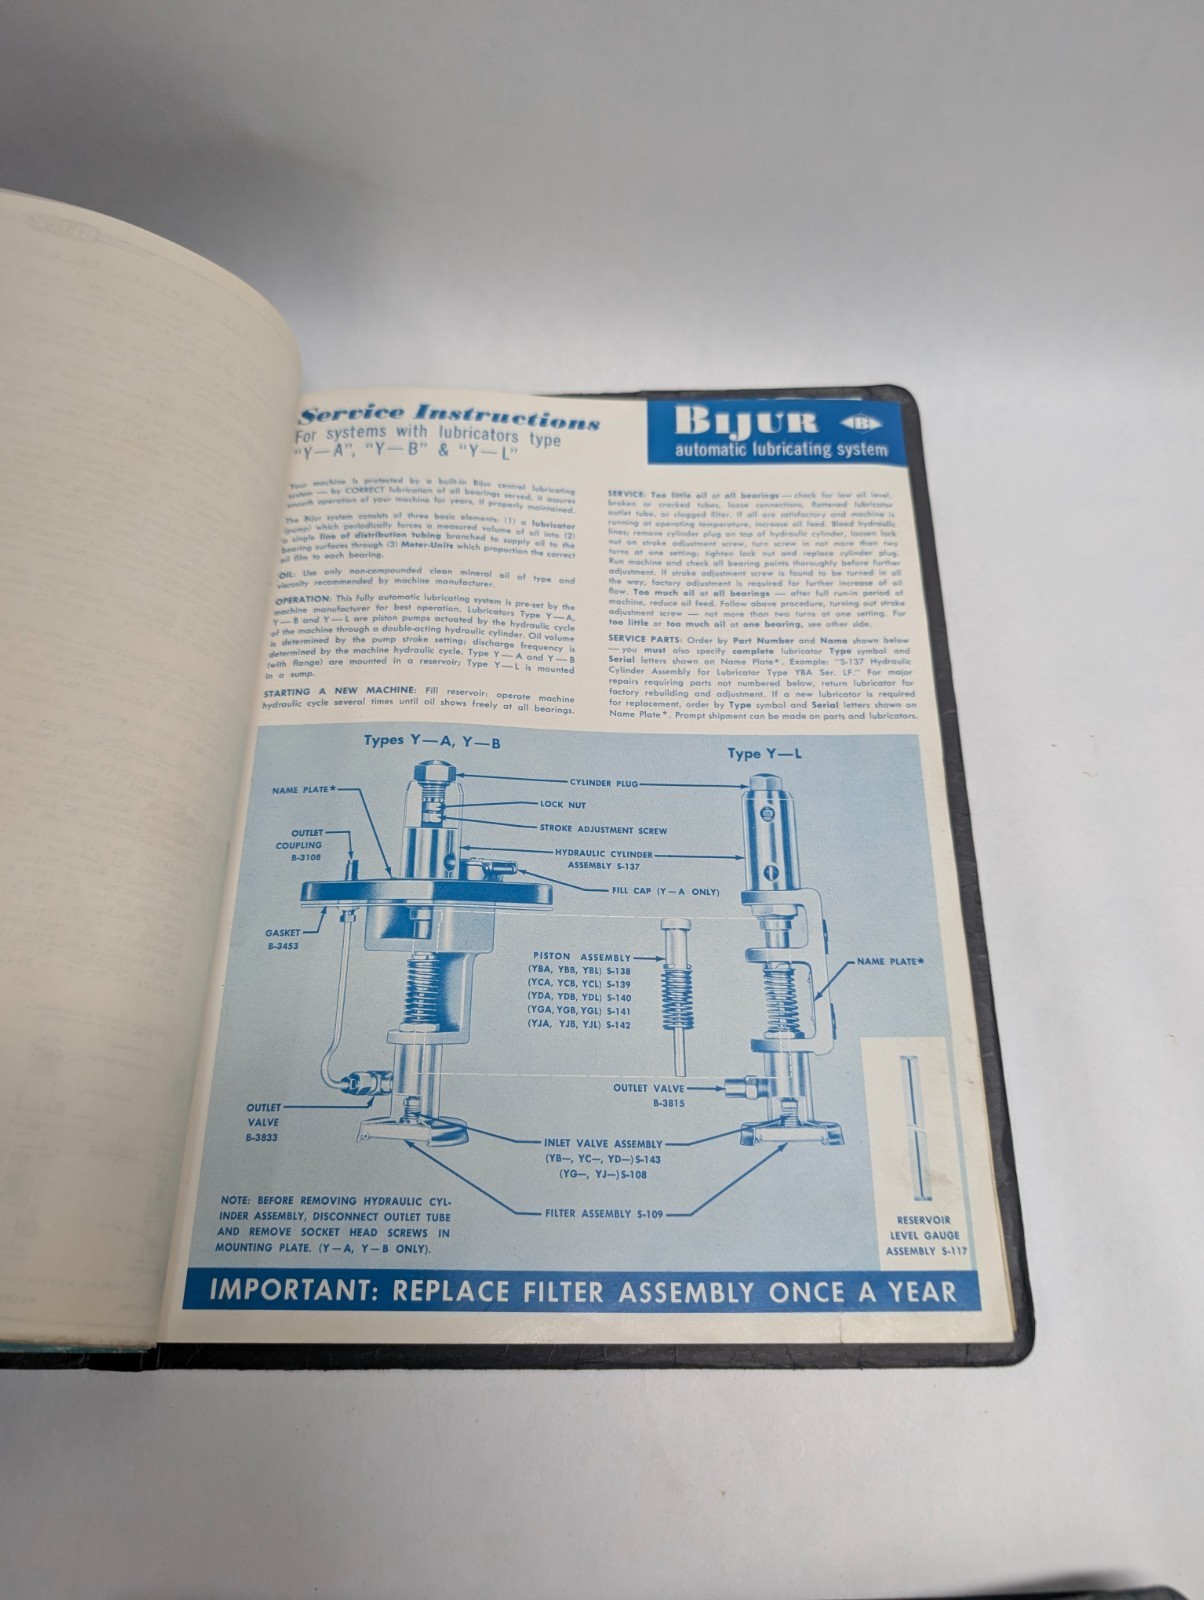 Service Instructions
For systems with lubricators type
"Y—A", "Y—B" & "Y—L"
BIJUR
B
automatic lubricating system
Your machine is protected by a built-in Bijur central lubricating
system — by CORRECT lubrication of all bearings served, it assures
smooth operation of your machine for years, if properly maintained.
The Bijur system consists of three basic elements: (1) a lubricator
(pump) which periodically forces a measured volume of oil into (2)
a single line of distribution tubing branched to supply oil to the
bearing surfaces through (3) Meter-Units which proportion the correct
oil film to each bearing.
OIL: Use only non-compounded clean mineral oil of type and
viscosity recommended by machine manufacturer.
OPERATION: This fully automatic lubricating system is pre-set by the
machine manufacturer for best operation. Lubricators Type Y—A,
Y—B and Y—L are piston pumps actuated by the hydraulic cycle
of the machine through a double-acting hydraulic cylinder. Oil volume
is determined by the pump stroke setting; discharge frequency is
determined by the machine hydraulic cycle. Type Y—A and Y—B
(with flange) are mounted in a reservoir; Type Y—L is mounted
in a sump.
STARTING A NEW MACHINE: Fill reservoir; operate machine
hydraulic cycle several times until oil shows freely at all bearings.
SERVICE: Too little oil at all bearings — check for low oil level,
broken or cracked tubes, loose connections, flattened lubricator
outlet tube, or clogged filter. If all are satisfactory and machine is
running at operating temperature, increase oil feed. Bleed hydraulic
lines; remove cylinder plug on top of hydraulic cylinder, loosen lock
nut on stroke adjustment screw, turn screw in not more than two
turns at one setting; tighten lock nut and replace cylinder plug.
Run machine and check all bearing points thoroughly before further
adjustment. If stroke adjustment screw is found to be turned in all
the way, factory adjustment is required for further increase of oil
flow. Too much oil at all bearings — after full run-in period of
machine, reduce oil feed. Follow above procedure, turning out stroke
adjustment screw — not more than two turns at one setting. For
too little or too much oil at one bearing, see other side.
SERVICE PARTS: Order by Part Number and Name shown below
— you must also specify complete lubricator Type symbol and
Serial letters shown on Name Plate*. Example: "S-137 Hydraulic
Cylinder Assembly for Lubricator Type YBA Ser. LF." For major
repairs requiring parts not numbered below, return lubricator for
factory rebuilding and adjustment. If a new lubricator is required
for replacement, order by Type symbol and Serial letters shown on
Name Plate*. Prompt shipment can be made on parts and lubricators.
Types Y—A, Y—B
Type Y—L
CYLINDER PLUG
NAME PLATE*
LOCK NUT
STROKE ADJUSTMENT SCREW
OUTLET
COUPLING
B-3108
HYDRAULIC CYLINDER
ASSEMBLY S-137
FILL CAP (Y—A ONLY)
GASKET
B-3453
PISTON ASSEMBLY
(YBA, YBB, YBL) S-138
(YCA, YCB, YCL) S-139
(YDA, YDB, YDL) S-140
(YGA, YGB, YGL) S-141
(YJA, YJB, YJL) S-142
NAME PLATE*
OUTLET VALVE
B-3815
OUTLET
VALVE
B-3833
INLET VALVE ASSEMBLY
(YB—, YC—, YD—) S-143
(YG—, YJ—) S-108
FILTER ASSEMBLY S-109
NOTE: BEFORE REMOVING HYDRAULIC CYL-
INDER ASSEMBLY, DISCONNECT OUTLET TUBE
AND REMOVE SOCKET HEAD SCREWS IN
MOUNTING PLATE. (Y—A, Y—B ONLY).
RESERVOIR
LEVEL GAUGE
ASSEMBLY S-117
IMPORTANT: REPLACE FILTER ASSEMBLY ONCE A YEAR